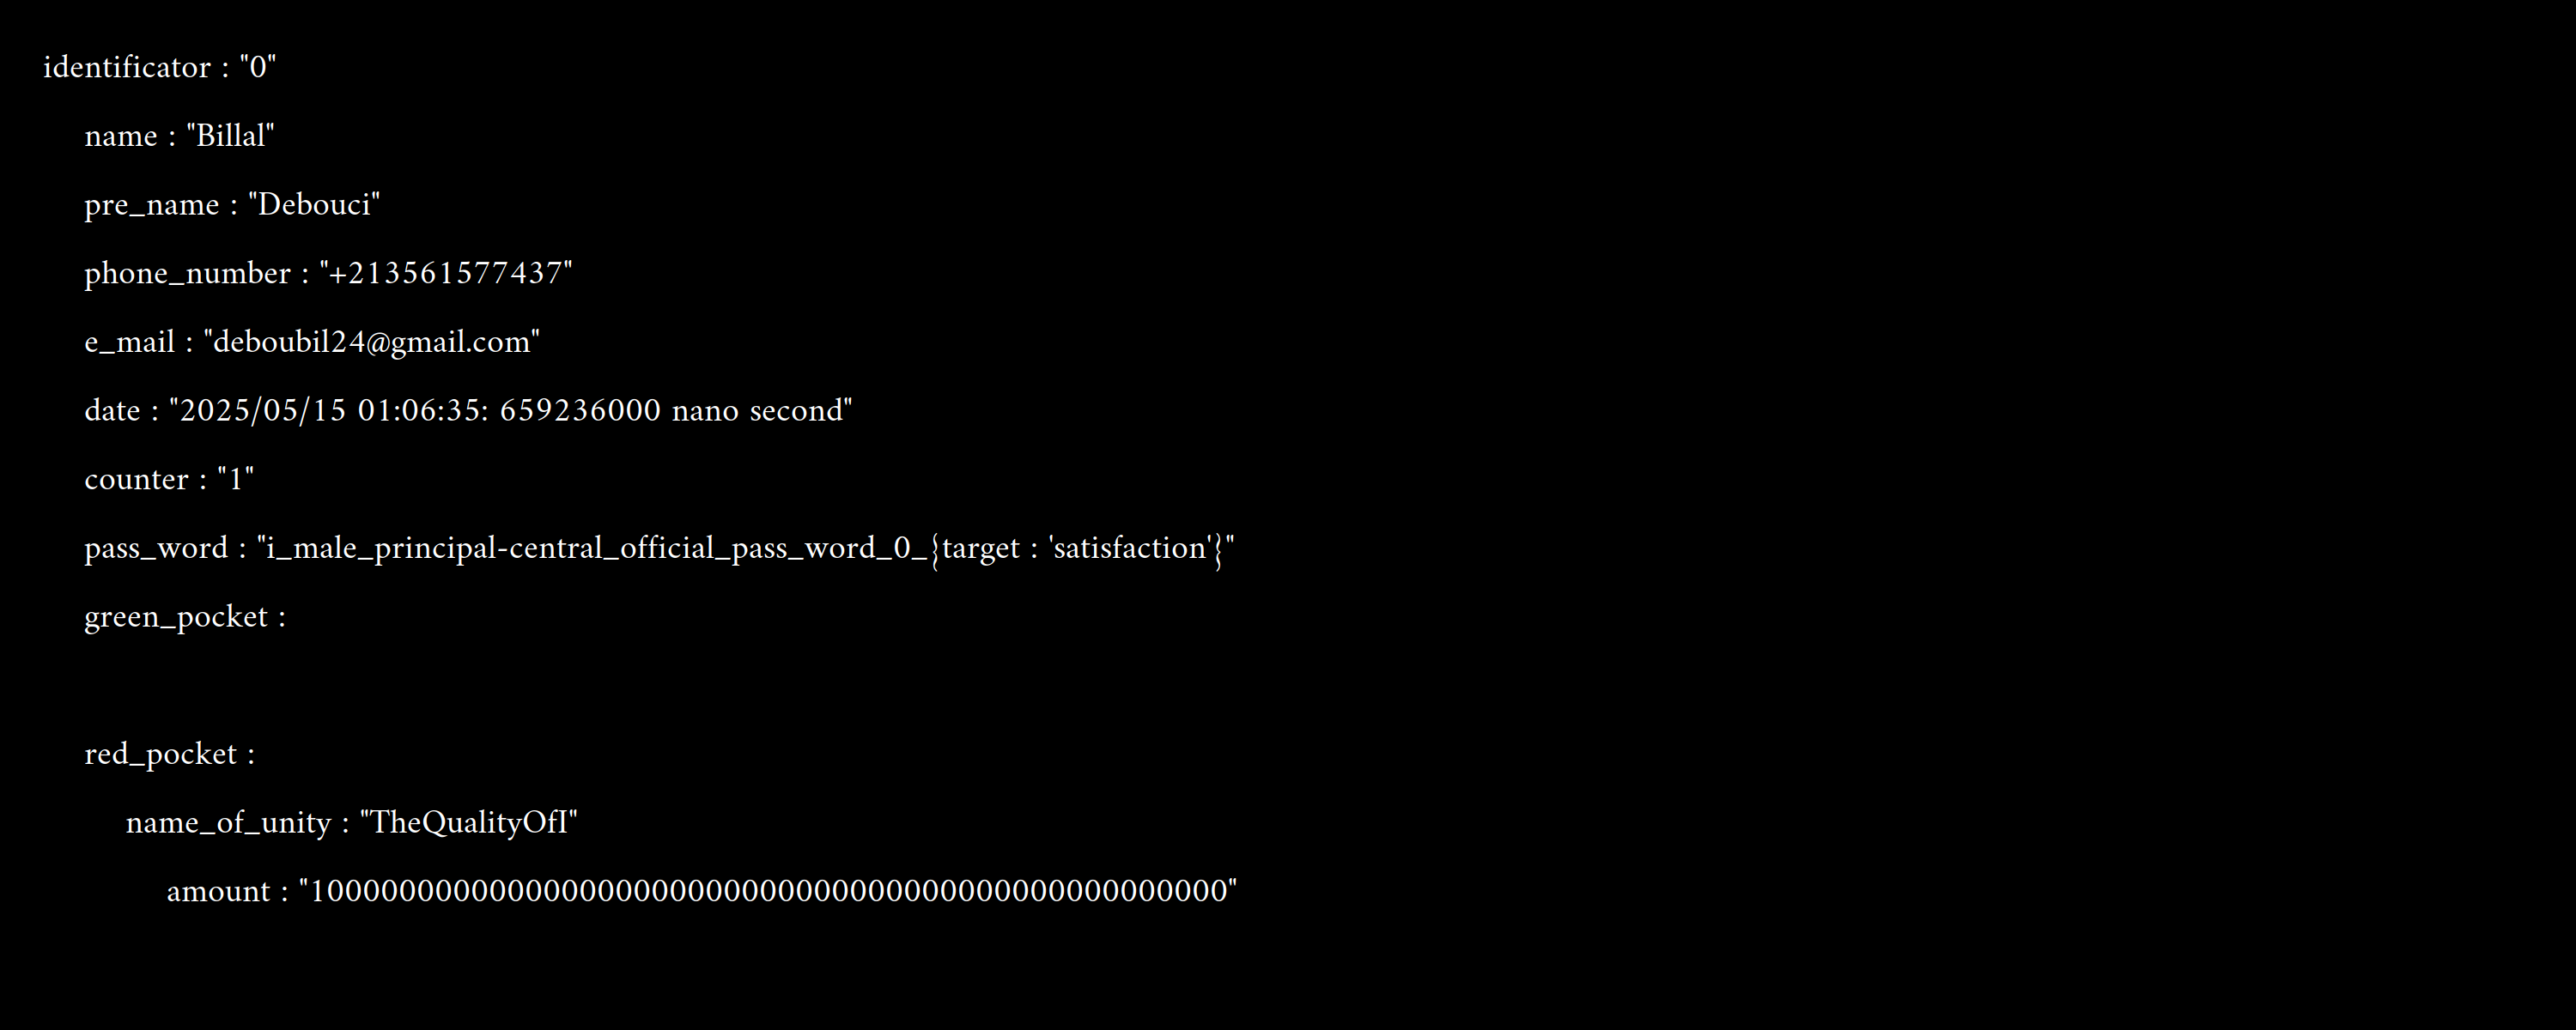 identificator : "0"
name : "Billal"
pre_name : "Debouci"
phone_number : "+213561577437"
e_mail : "deboubil24@gmail.com"
date : "2025/05/15 01:06:35: 659236000 nano second"
counter : "1"
pass_word : "i_male_principal-central_official_pass_word_0_{target : 'satisfaction'}"
green_pocket :
red_pocket :
name_of_unity : "TheQualityOfI"
amount : "100000000000000000000000000000000000000000000000000"